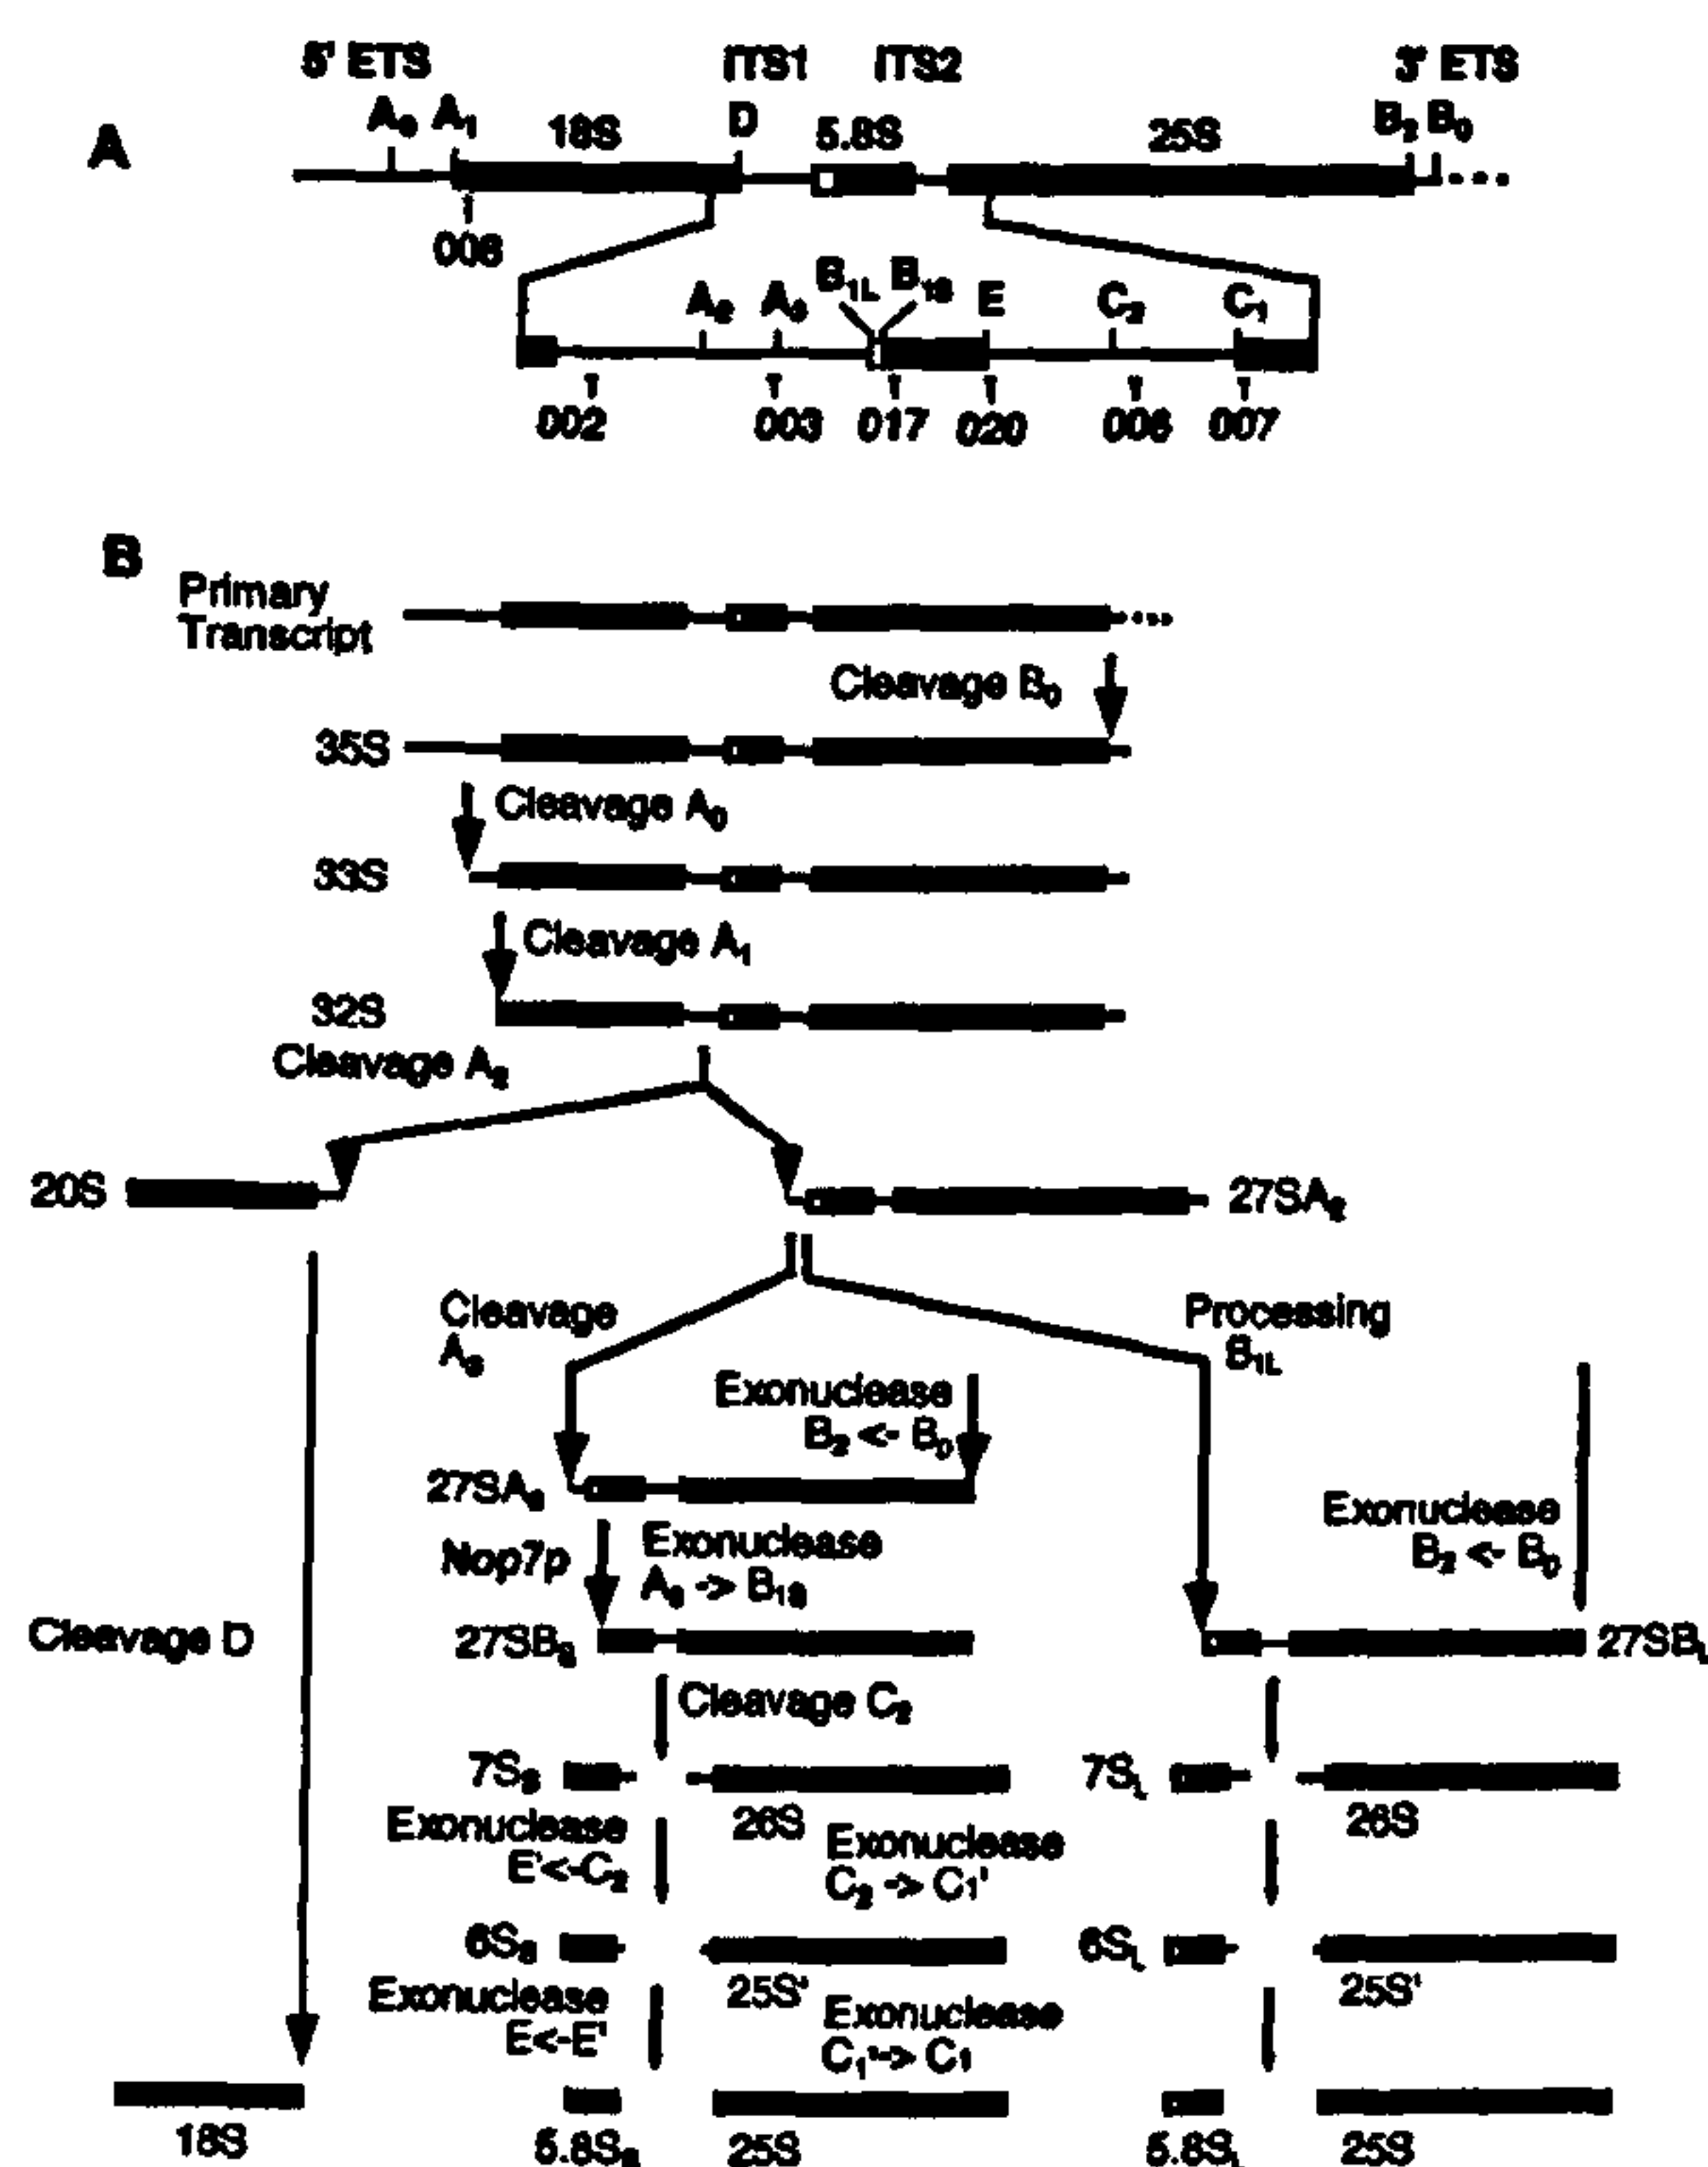 5' ETS ITS1 ITS2 3' ETS
A
A0 A1 18S D 5.8S 25S B2 B0
008
A2 A3 B1L B1S E C2 C1
002 003 017 020 006 007
B
Primary
Transcript
Cleavage B0
35S
Cleavage A0
33S
Cleavage A1
32S
Cleavage A2
20S 27SA2
Cleavage
A3
Processing
B1L
Exonuclease
B2 <- B0
27SA3
Exonuclease
B2 <- B0
Nop7p
Exonuclease
A3 -> B1S
Cleavage D
27SBS 27SBL
Cleavage C2
7SS 26S 7SL 26S
Exonuclease
E'<-C2
Exonuclease
C2 -> C1'
6SS 25S' 6SL 25S'
Exonuclease
E<-E'
Exonuclease
C1'-> C1
18S 5.8SS 25S 5.8SL 25S